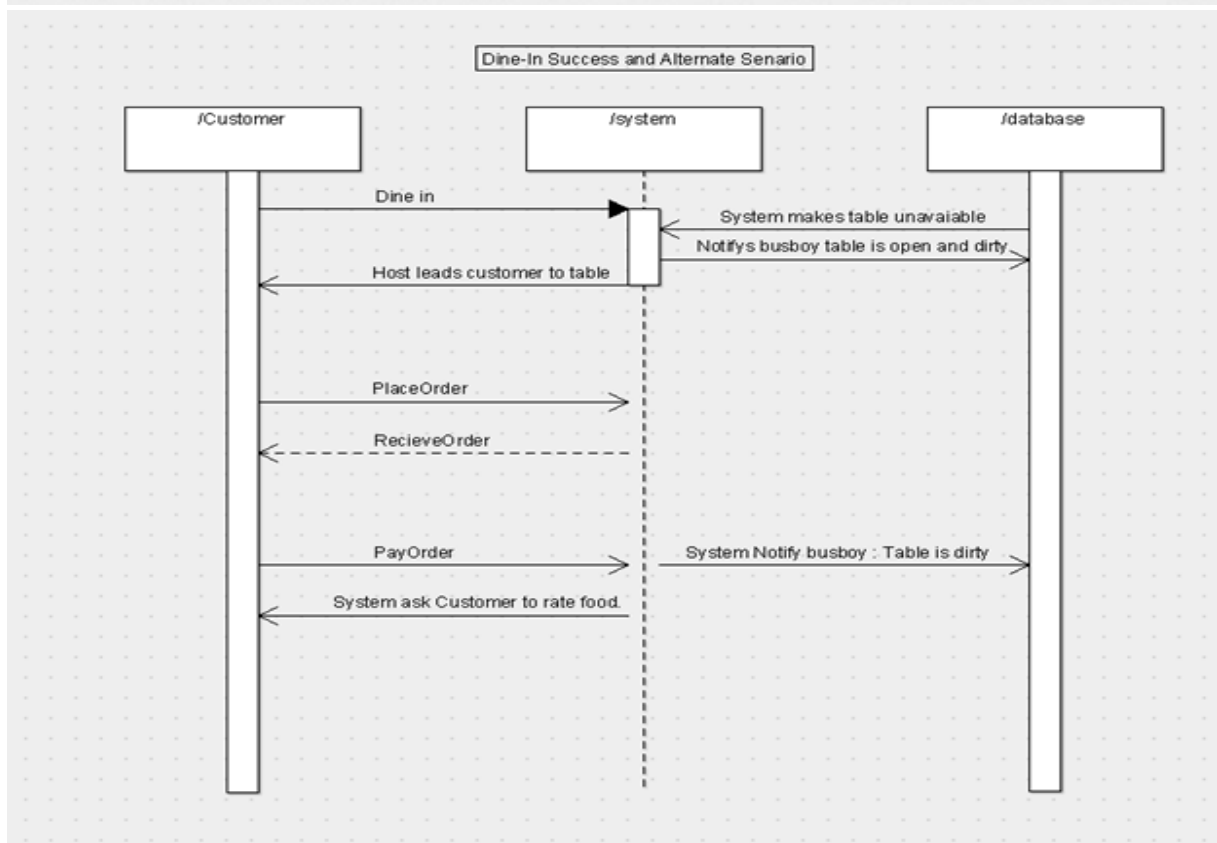 Dine-In Success and Alternate Senario
/Customer
/system
/database
Dine in
System makes table unavaiable
Notifys busboy table is open and dirty
Host leads customer to table
PlaceOrder
RecieveOrder
PayOrder
System Notify busboy : Table is dirty
System ask Customer to rate food.